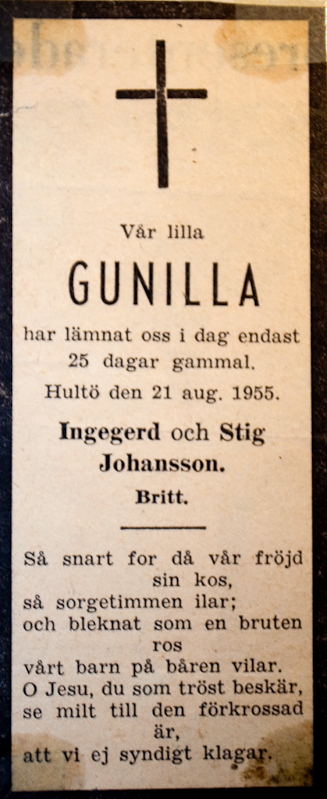 Vår lilla
GUNILLA
har lämnat oss i dag endast
25 dagar gammal.
Hultö den 21 aug. 1955.
Ingegerd och Stig
Johansson.
Britt.
Så snart for då vår fröjd
sin kos,
så sorgetimmen ilar;
och bleknat som en bruten
ros
vårt barn på båren vilar.
O Jesu, du som tröst beskär,
se milt till den förkrossad
är,
att vi ej syndigt klagar.